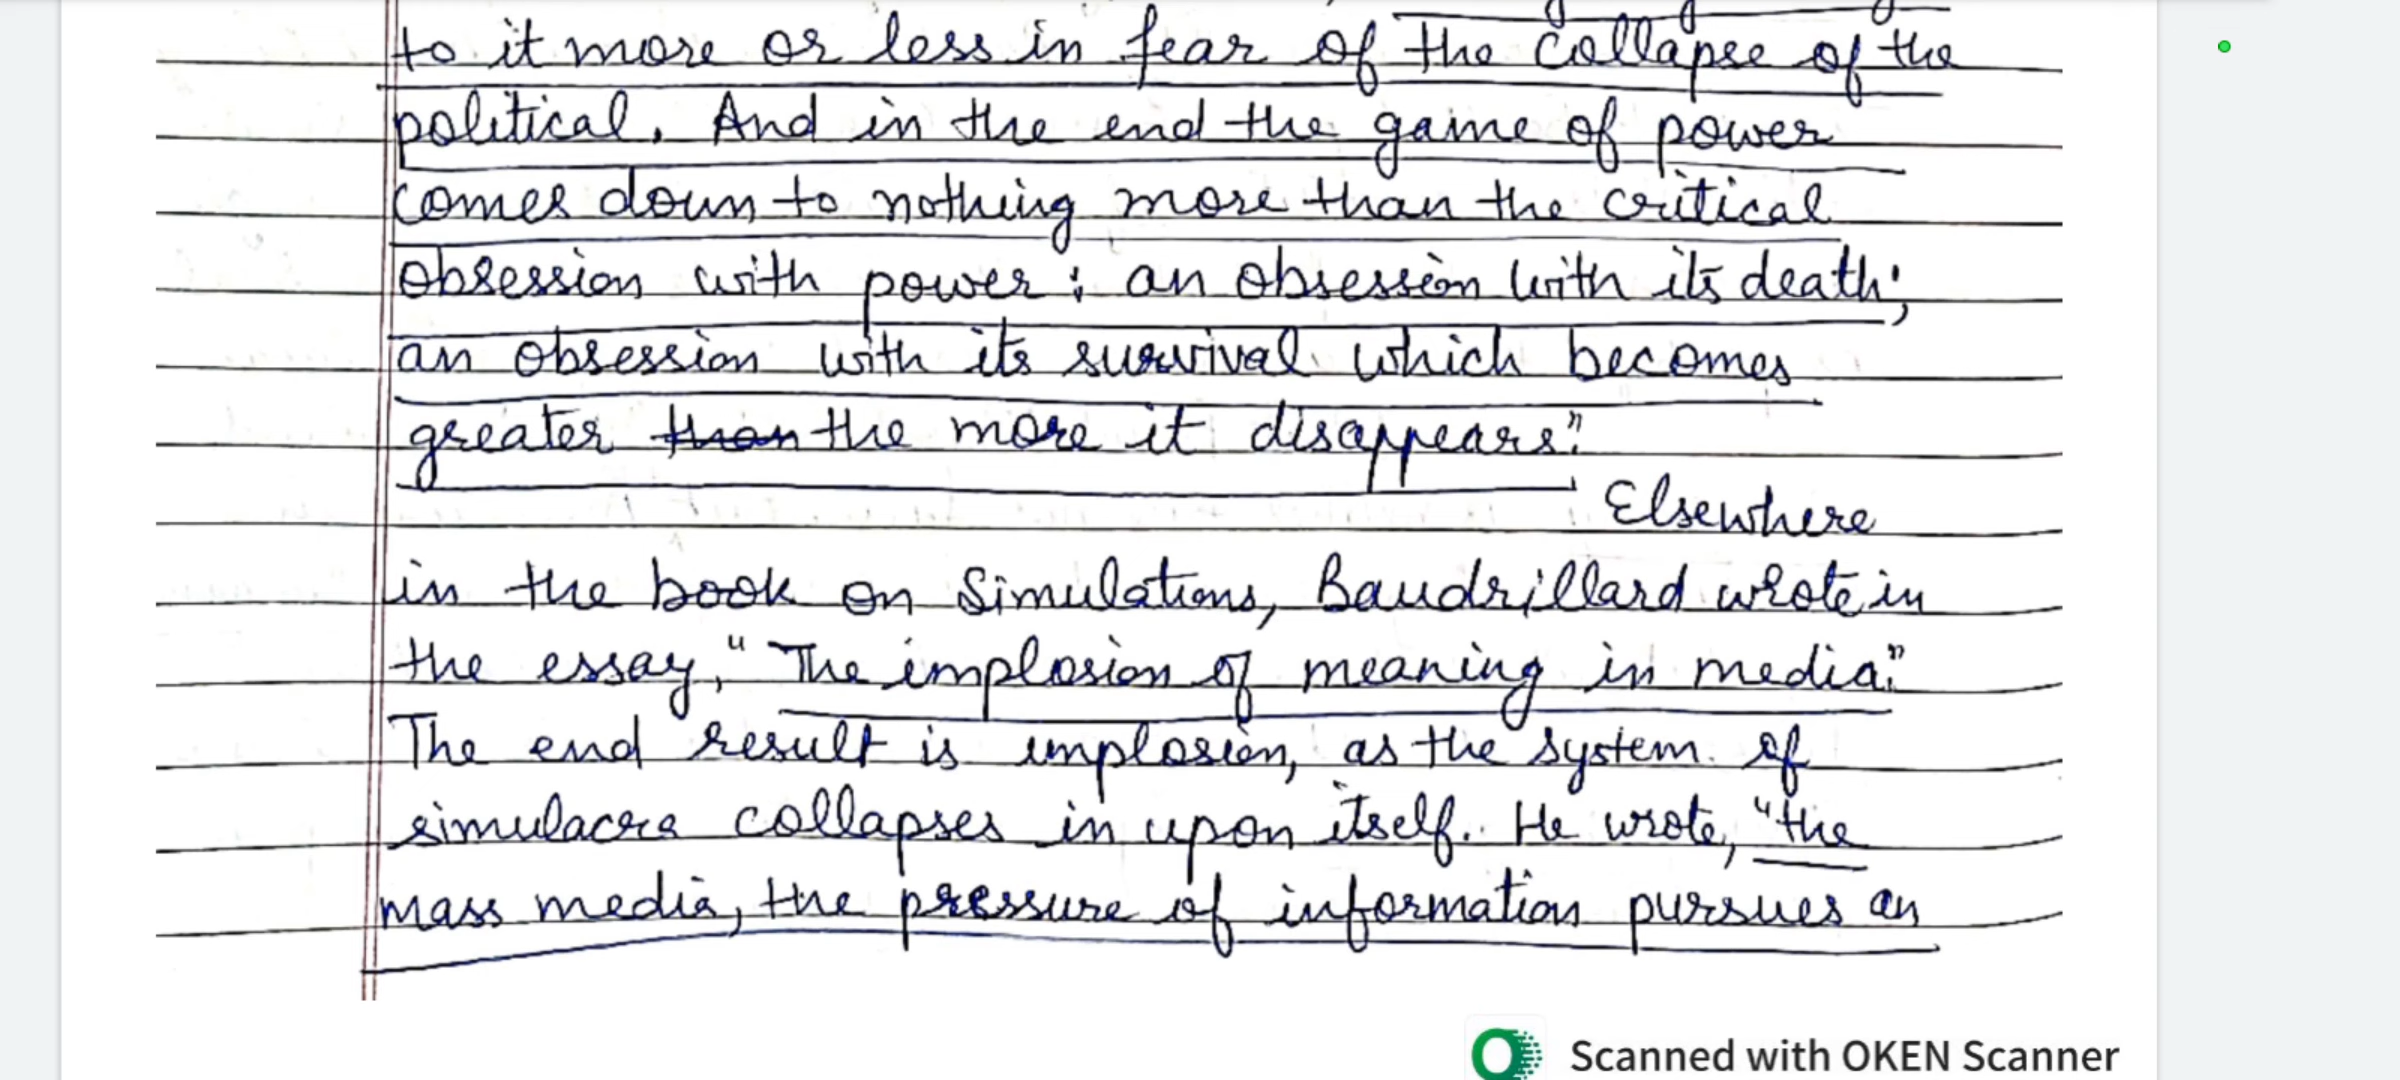 to it more or less in fear of the collapse of the
political. And in the end the game of power
comes down to nothing more than the critical
obsession with power; an obsession with its death;
an obsession with its survival which becomes
greater than the more it disappears."
Elsewhere
in the book on Simulations, Baudrillard wrote in
the essay, "The implosion of meaning in media."
The end result is implosion, as the system of
simulacra collapses in upon itself. He wrote, "the
mass media, the pressure of information pursues an
Scanned with OKEN Scanner